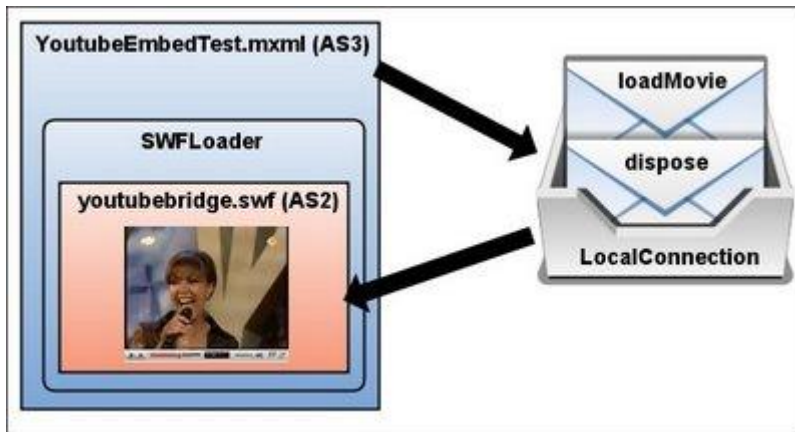 YoutubeEmbedTest.mxml (AS3)
SWFLoader
youtubebridge.swf (AS2)
loadMovie
dispose
LocalConnection